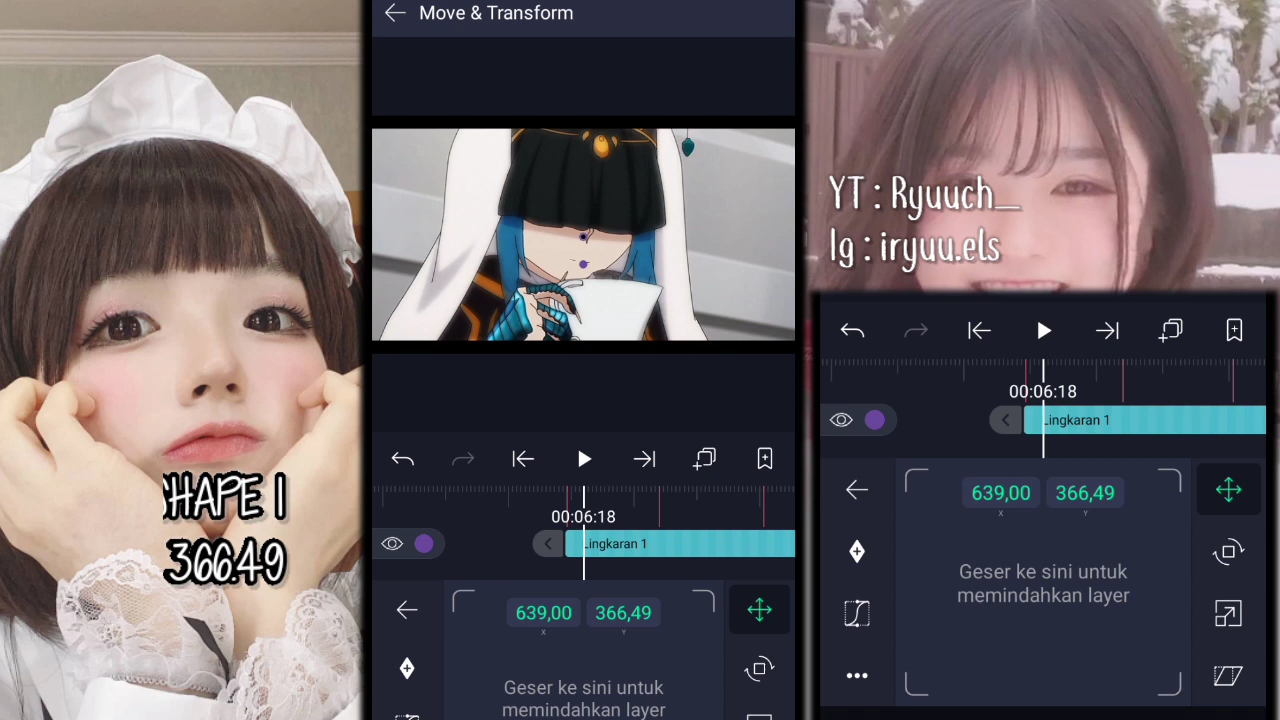 Move & Transform
YT : Ryuuch_
Ig : iryuu.els
SHAPE 1
366.49
00:06:18
Lingkaran 1
639,00 366,49
X Y
Geser ke sini untuk
memindahkan layer
00:06:18
Lingkaran 1
639,00 366,49
X Y
Geser ke sini untuk
memindahkan layer